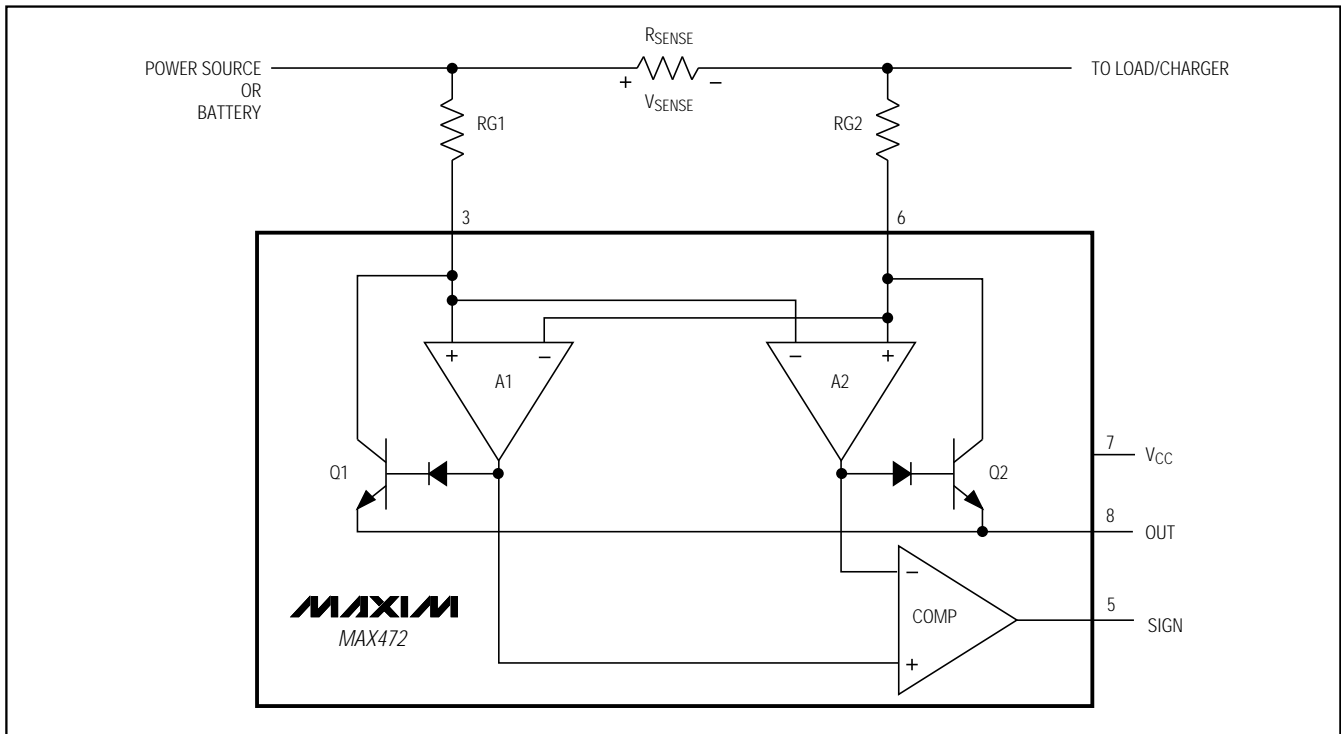 RSENSE
POWER SOURCE
OR
BATTERY
+
–
TO LOAD/CHARGER
VSENSE
RG1
RG2
3
6
+
–
–
+
A1
A2
7
VCC
Q1
Q2
8
OUT
–
MAXIM
MAX472
COMP
5
SIGN
+